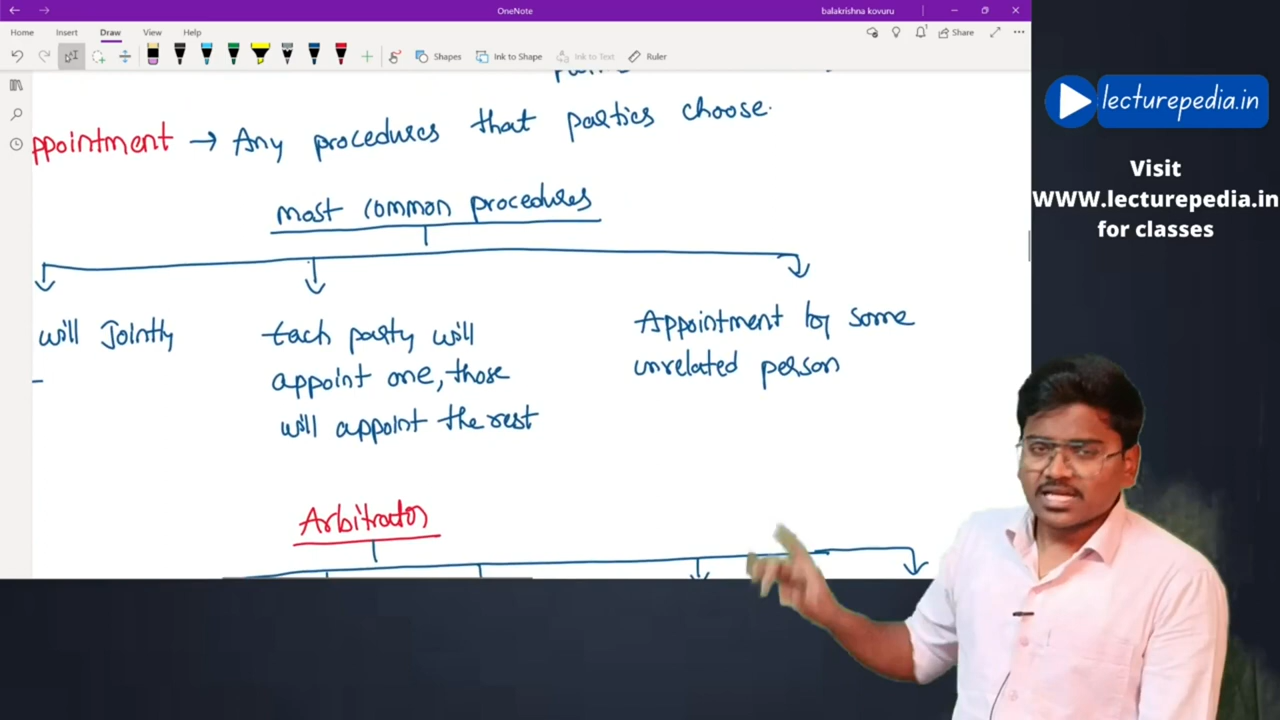 OneNote
balakrishna kovuru
Home Insert Draw View Help
Share
Shapes Ink to Shape Ink to Text Ruler
ppointment → Any procedures that parties choose.
most common procedures
will Jointly
Each party will
appoint one, those
will appoint the rest
Appointment by some
unrelated person
Arbitrator
lecturepedia.in
Visit
WWW.lecturepedia.in
for classes